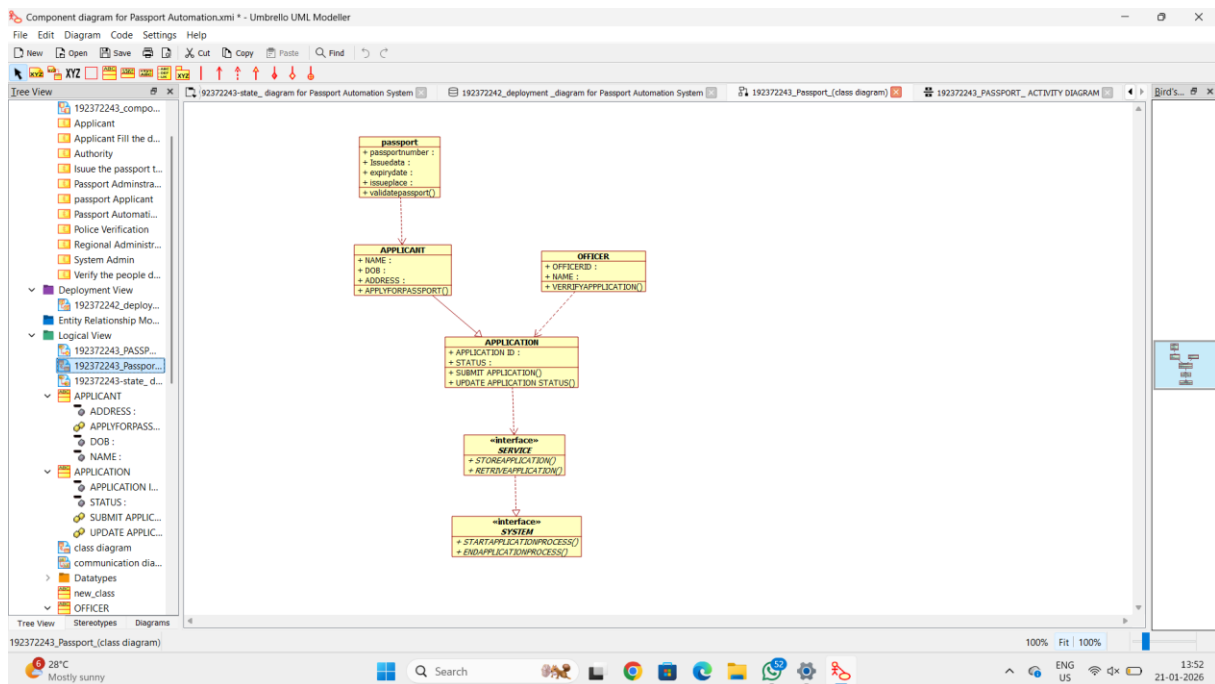 Component diagram for Passport Automation.xmi * - Umbrello UML Modeller
File Edit Diagram Code Settings Help
New Open Save Cut Copy Paste Find
XYZ
Tree View
192372243-state_ diagram for Passport Automation System
192372242_deployment _diagram for Passport Automation System
192372243_Passport_(class diagram)
192372243_PASSPORT_ ACTIVITY DIAGRAM
Bird's...
192372243_compo...
Applicant
Applicant Fill the d...
Authority
Isuue the passport t...
Passport Adminstra...
passport Applicant
Passport Automati...
Police Verification
Regional Administr...
System Admin
Verify the people d...
Deployment View
192372242_deploy...
Entity Relationship Mo...
Logical View
192372243_PASSP...
192372243_Passpor...
192372243-state_ d...
APPLICANT
ADDRESS :
APPLYFORPASS...
DOB :
NAME :
APPLICATION
APPLICATION I...
STATUS :
SUBMIT APPLIC...
UPDATE APPLIC...
class diagram
communication dia...
Datatypes
new_class
OFFICER
Tree View Stereotypes Diagrams
passport
+ passportnumber :
+ Issuedata :
+ expirydate :
+ issueplace :
+ validatepassport()
APPLICANT
+ NAME :
+ DOB :
+ ADDRESS :
+ APPLYFORPASSPORT()
OFFICER
+ OFFICERID :
+ NAME :
+ VERRIFYAPPPLICATION()
APPLICATION
+ APPLICATION ID :
+ STATUS :
+ SUBMIT APPLICATION()
+ UPDATE APPLICATION STATUS()
«interface»
SERVICE
+ STOREAPPLICATION()
+ RETRIVEAPPLICATION()
«interface»
SYSTEM
+ STARTAPPLICATIONPROCESS()
+ ENDAPPLICATIONPROCESS()
192372243_Passport_(class diagram)
100% Fit 100%
6
28°C
Mostly sunny
Search
52
ENG
US
13:52
21-01-2026